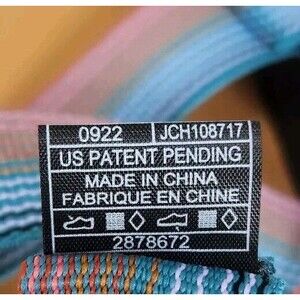 0922 JCH108717
US PATENT PENDING
MADE IN CHINA
FABRIQUE EN CHINE
2878672